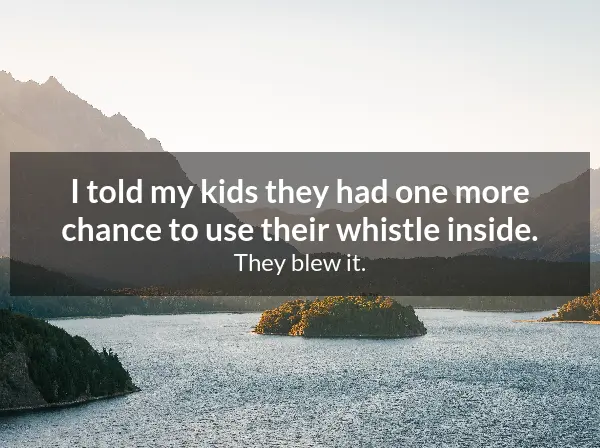 I told my kids they had one more
chance to use their whistle inside.
They blew it.